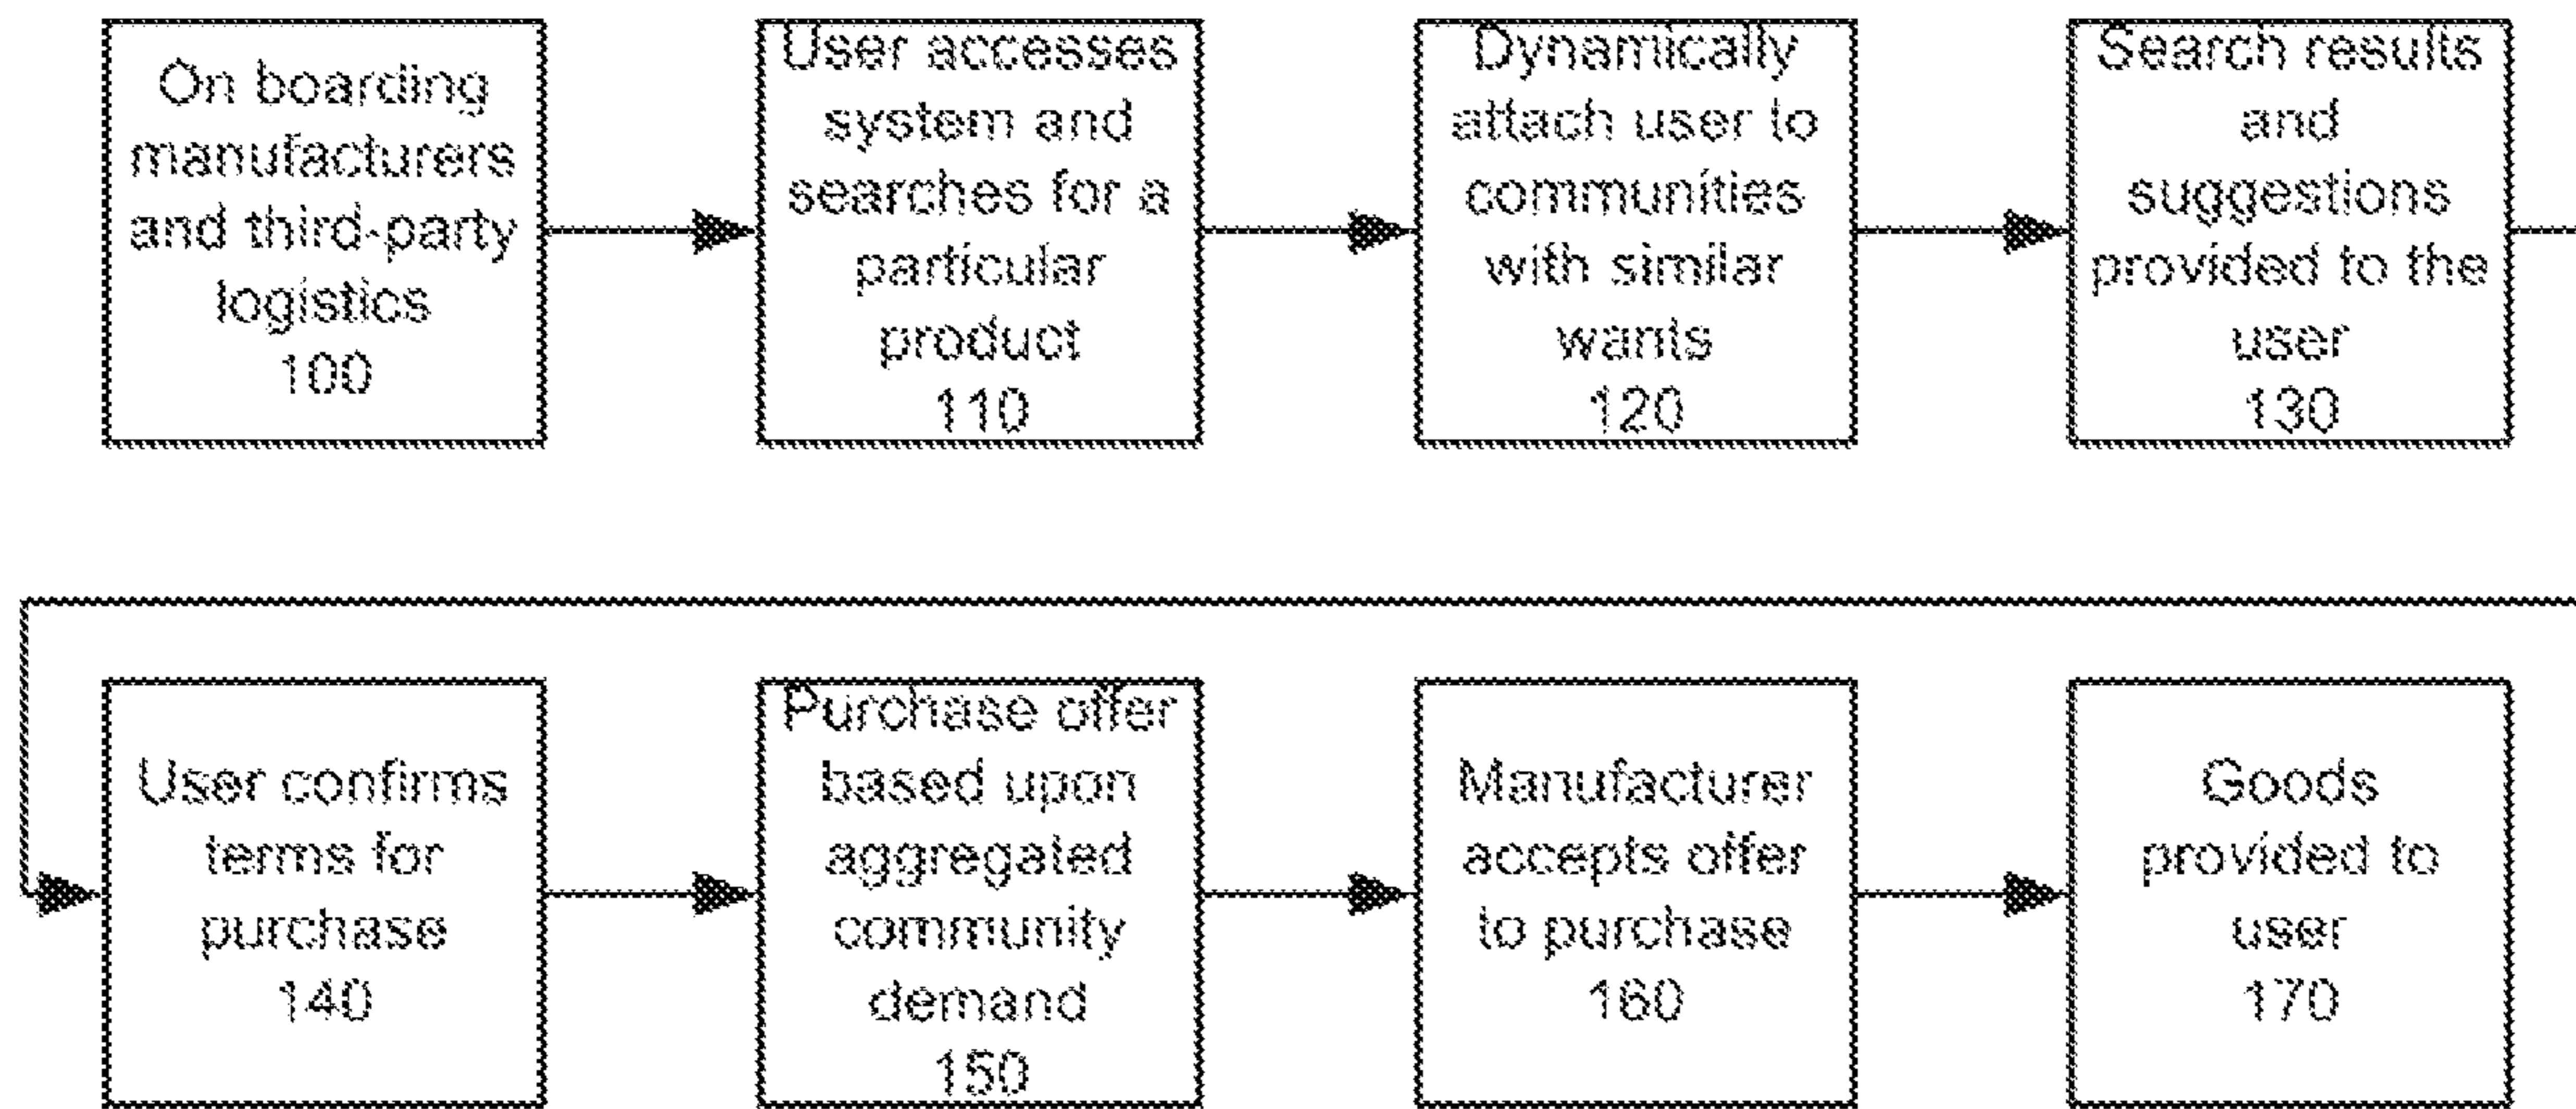 On boarding
manufacturers
and third-party
logistics
100
User accesses
system and
searches for a
particular
product
110
Dynamically
attach user to
communities
with similar
wants
120
Search results
and
suggestions
provided to the
user
130
User confirms
terms for
purchase
140
Purchase offer
based upon
aggregated
community
demand
150
Manufacturer
accepts offer
to purchase
160
Goods
provided to
user
170